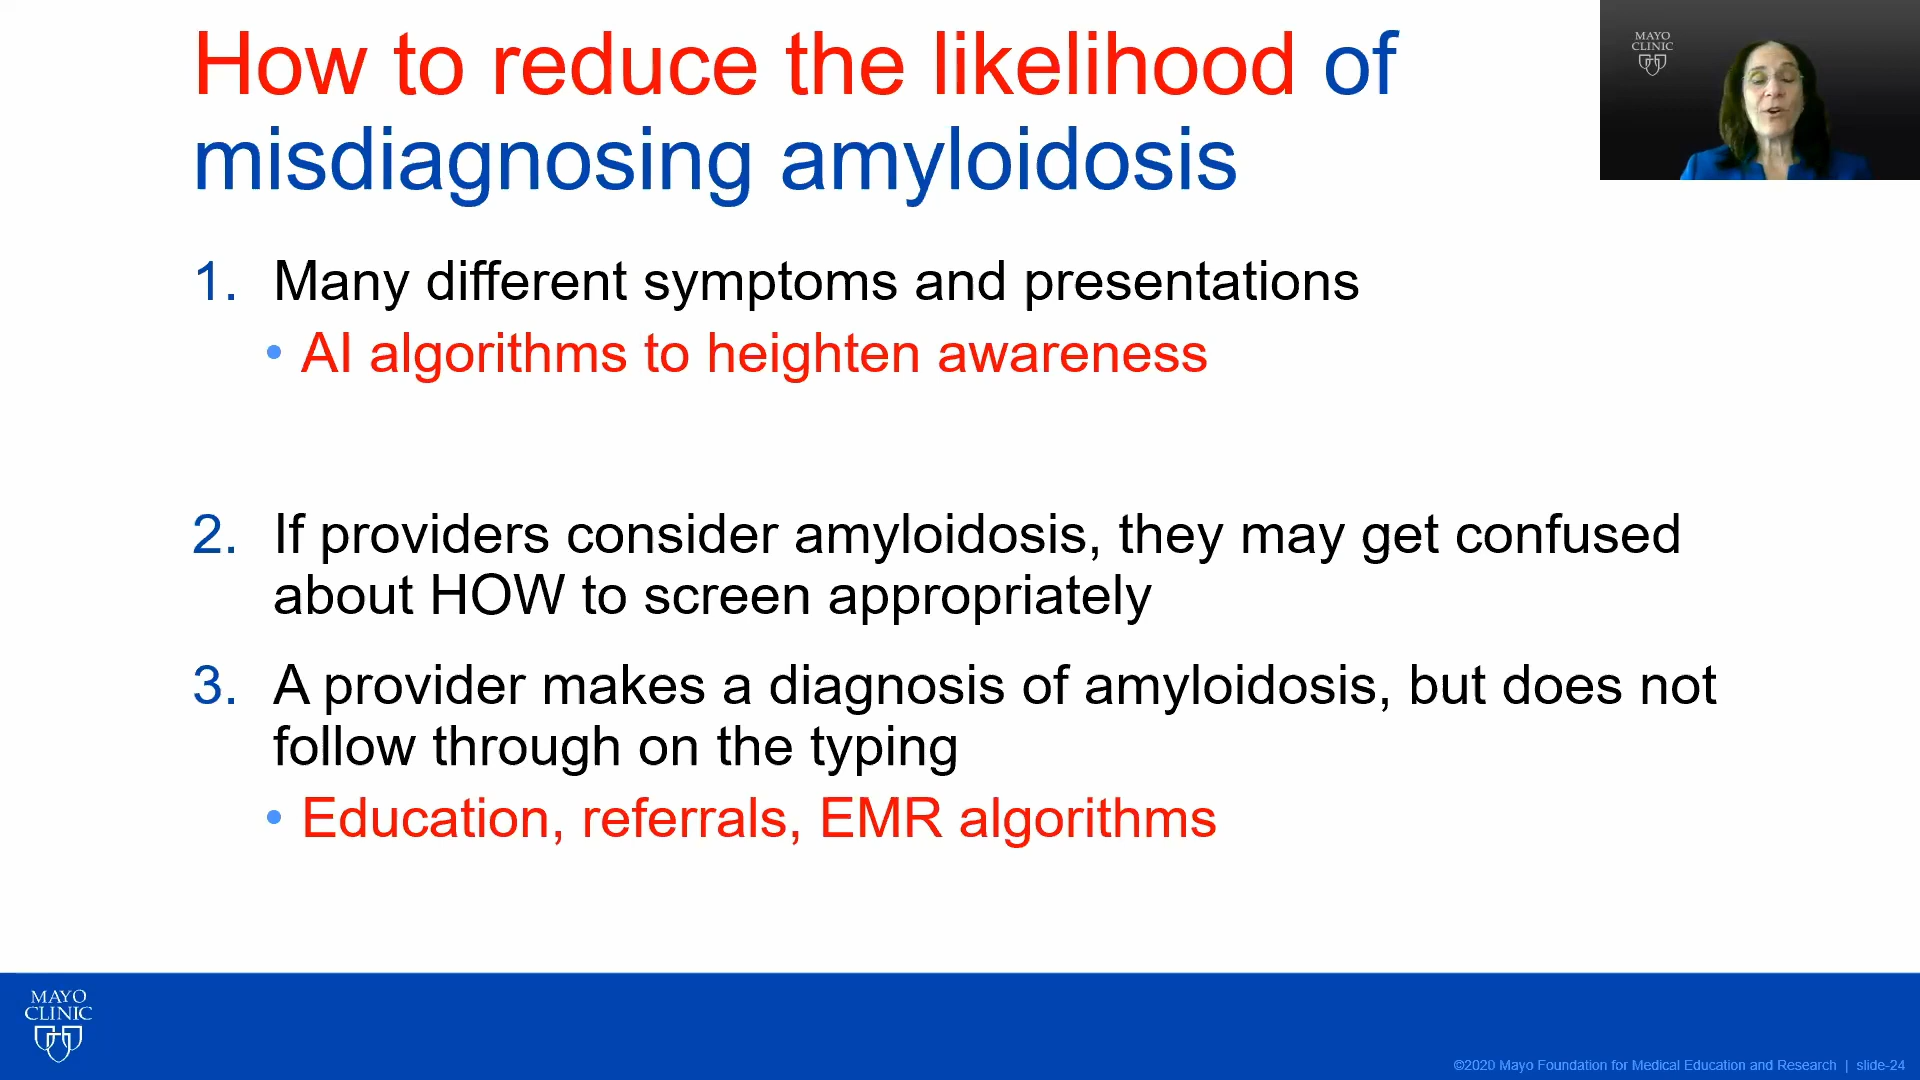 How to reduce the likelihood of
misdiagnosing amyloidosis
MAYO
CLINIC
1. Many different symptoms and presentations
• AI algorithms to heighten awareness
2. If providers consider amyloidosis, they may get confused
about HOW to screen appropriately
3. A provider makes a diagnosis of amyloidosis, but does not
follow through on the typing
• Education, referrals, EMR algorithms
MAYO
CLINIC
©2020 Mayo Foundation for Medical Education and Research | slide-24